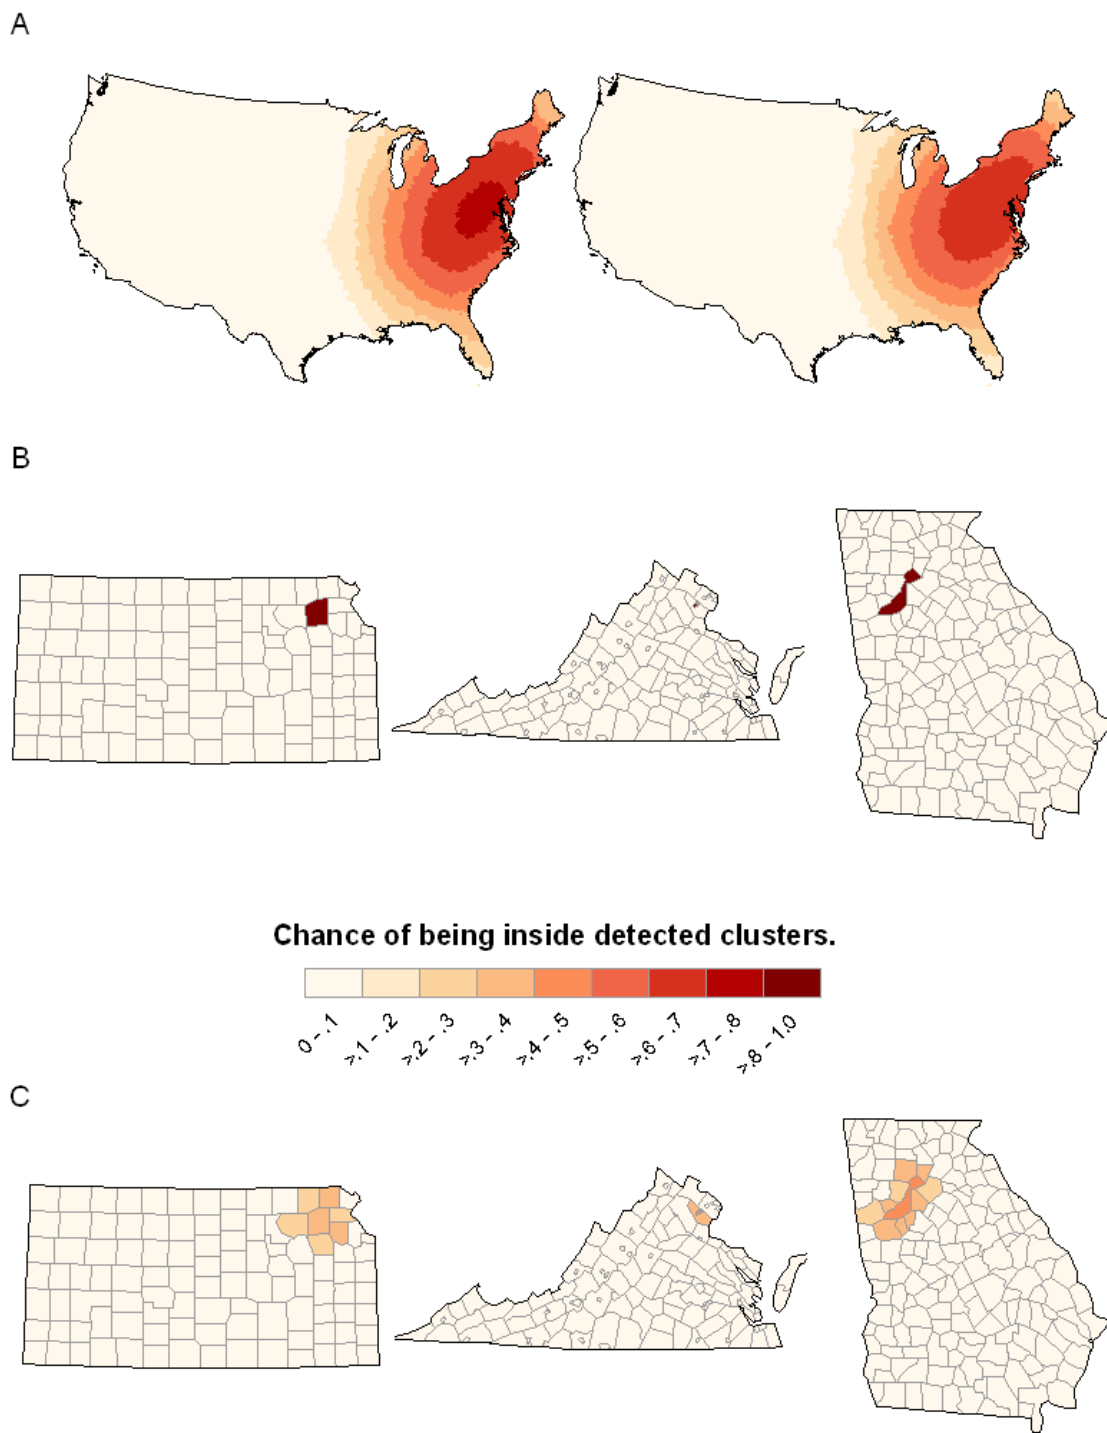 A
B
Chance of being inside detected clusters.
0 - .1
>.1 - .2
>.2 - .3
>.3 - .4
>.4 - .5
>.5 - .6
>.6 - .7
>.7 - .8
>.8 - 1.0
C